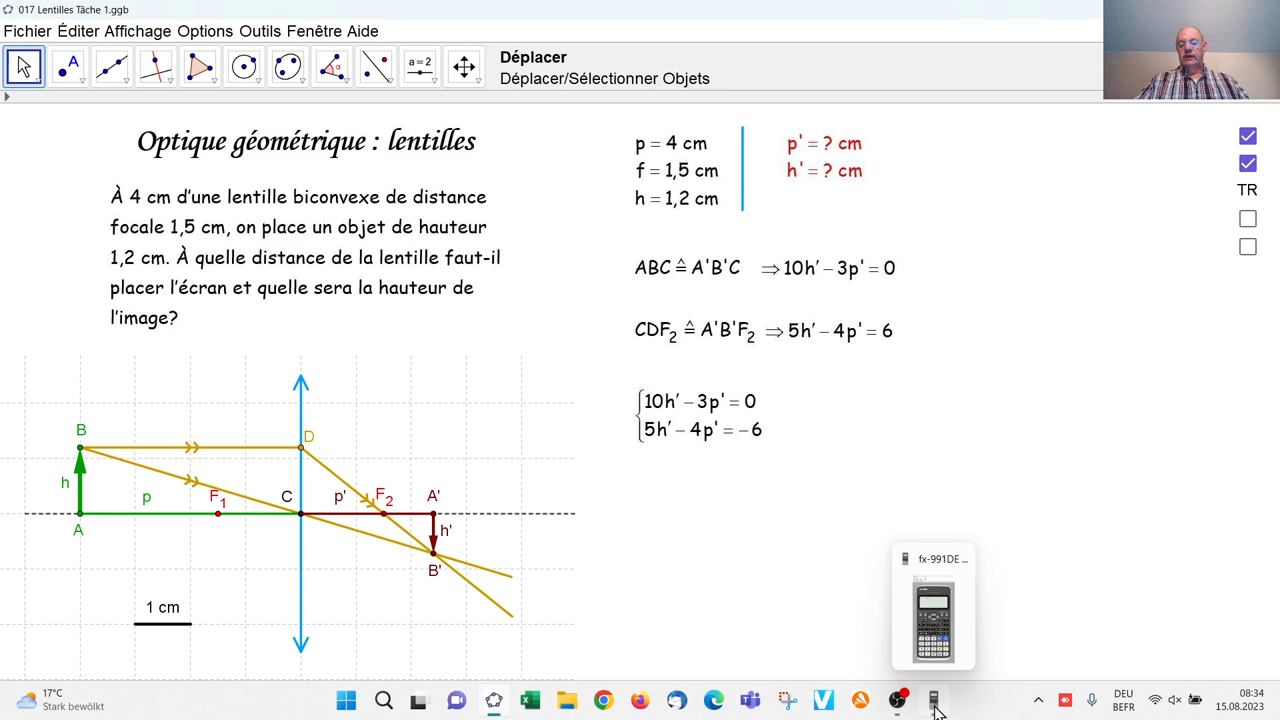 017 Lentilles Tâche 1.ggb
Fichier Éditer Affichage Options Outils Fenêtre Aide
A
α
a=2
Déplacer
Déplacer/Sélectionner Objets
Optique géométrique : lentilles
À 4 cm d'une lentille biconvexe de distance
focale 1,5 cm, on place un objet de hauteur
1,2 cm. À quelle distance de la lentille faut-il
placer l'écran et quelle sera la hauteur de
l'image?
p = 4 cm
f = 1,5 cm
h = 1,2 cm
p' = ? cm
h' = ? cm
TR
ABC ≙ A'B'C ⇒ 10h' – 3p' = 0
CDF₂ ≙ A'B'F₂ ⇒ 5h' – 4p' = 6
10h' – 3p' = 0
5h' – 4p' = –6
B
D
h
p
F₁
C
p'
F₂
A'
A
h'
B'
1 cm
fx-991DE ...
17°C
Stark bewölkt
DEU
BEFR
08:34
15.08.2023